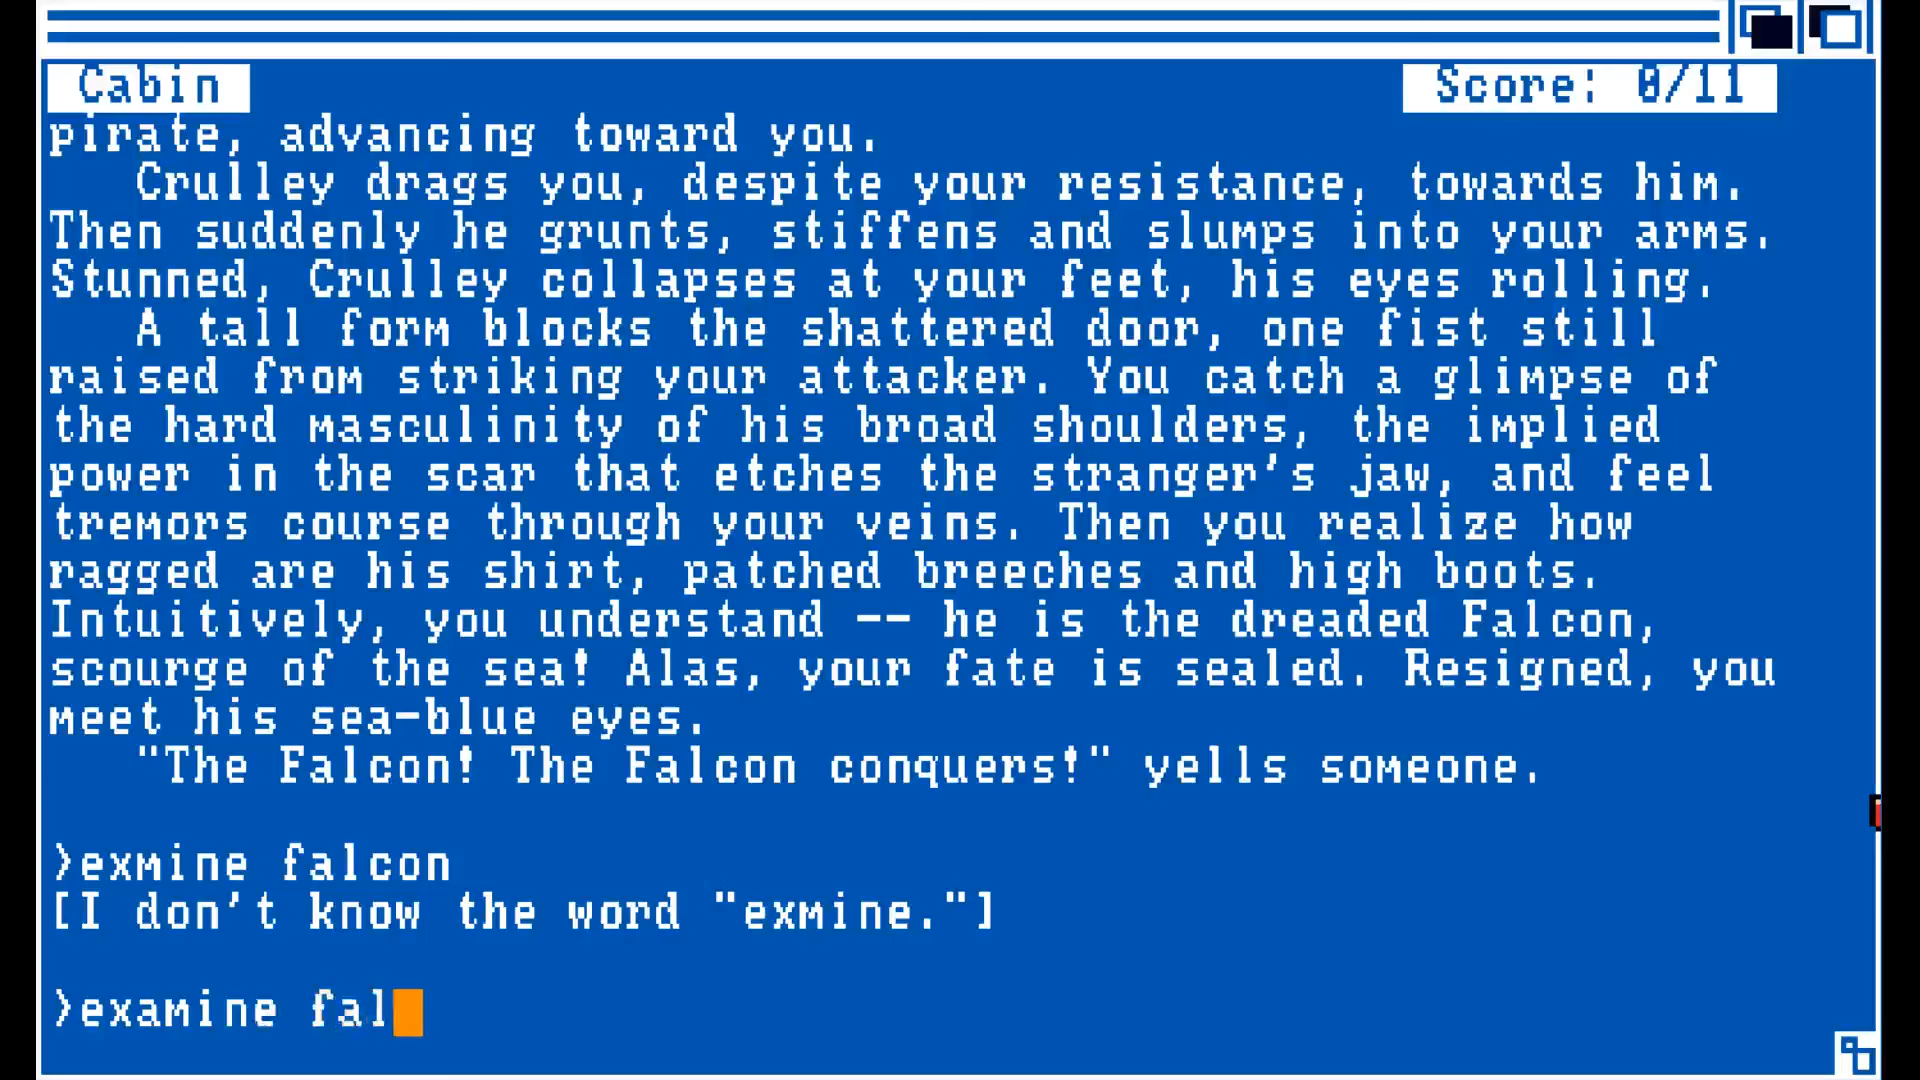 Cabin Score: 0/11
pirate, advancing toward you.
Crulley drags you, despite your resistance, towards him.
Then suddenly he grunts, stiffens and slumps into your arms.
Stunned, Crulley collapses at your feet, his eyes rolling.
A tall form blocks the shattered door, one fist still
raised from striking your attacker. You catch a glimpse of
the hard masculinity of his broad shoulders, the implied
power in the scar that etches the stranger's jaw, and feel
tremors course through your veins. Then you realize how
ragged are his shirt, patched breeches and high boots.
Intuitively, you understand -- he is the dreaded Falcon,
scourge of the sea! Alas, your fate is sealed. Resigned, you
meet his sea-blue eyes.
"The Falcon! The Falcon conquers!" yells someone.
>exmine falcon
[I don't know the word "exmine."]
>examine fal